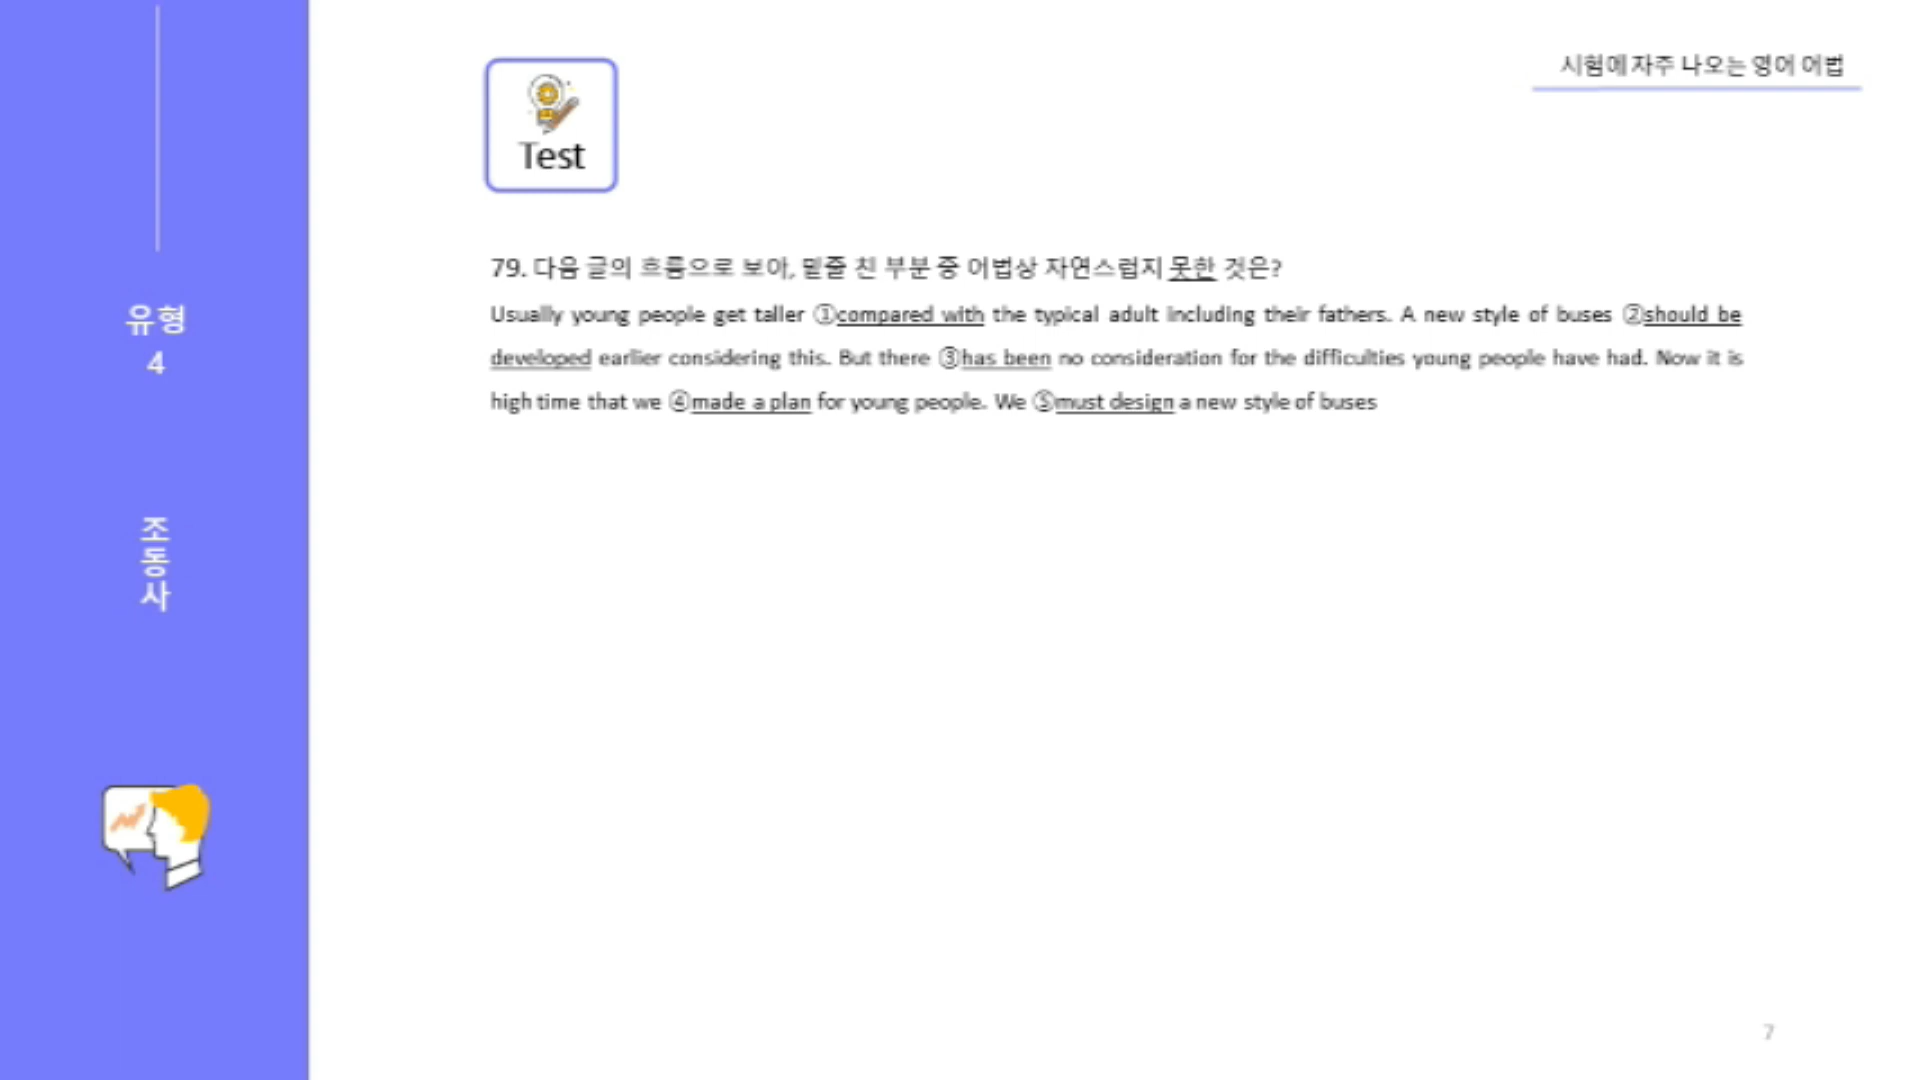 시험에 자주 나오는 영어 어법
Test
유형
4
조동사
79. 다음 글의 흐름으로 보아, 밑줄 친 부분 중 어법상 자연스럽지 못한 것은?
Usually young people get taller ①compared with the typical adult including their fathers. A new style of buses ②should be
developed earlier considering this. But there ③has been no consideration for the difficulties young people have had. Now it is
high time that we ④made a plan for young people. We ⑤must design a new style of buses
7